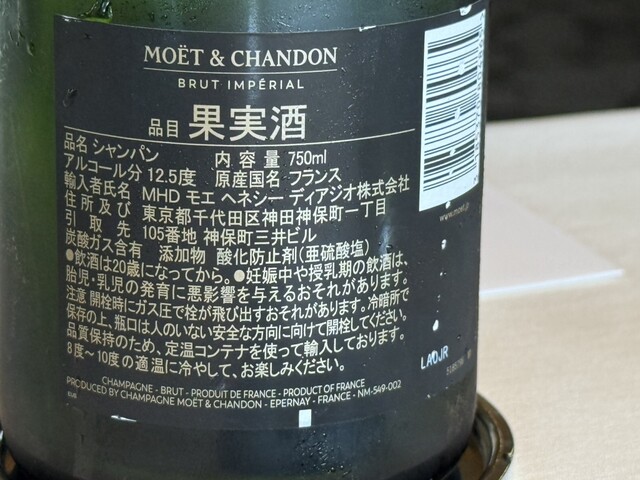 MOËT & CHANDON
BRUT IMPÉRIAL
品目 果実酒
品名 シャンパン 内容量 750ml
アルコール分 12.5度 原産国名 フランス
輸入者氏名 MHD モエ ヘネシー ディアジオ株式会社
住所及び 東京都千代田区神田神保町一丁目
引取先 105番地 神保町三井ビル
炭酸ガス含有 添加物 酸化防止剤(亜硫酸塩)
●飲酒は20歳になってから。●妊娠中や授乳期の飲酒は、
胎児・乳児の発育に悪影響を与えるおそれがあります。
注意 開栓時にガス圧で栓が飛び出すおそれがあります。冷暗所で
保存の上、瓶口は人のいない安全な方向に向けて開栓してください。
品質保持のため、定温コンテナを使って輸入しております。
8度〜10度の適温に冷やして、お楽しみください。
CHAMPAGNE - BRUT - PRODUIT DE FRANCE - PRODUCT OF FRANCE
PRODUCED BY CHAMPAGNE MOËT & CHANDON - EPERNAY - FRANCE - NM-549-002
www.moet.jp
LAOJR